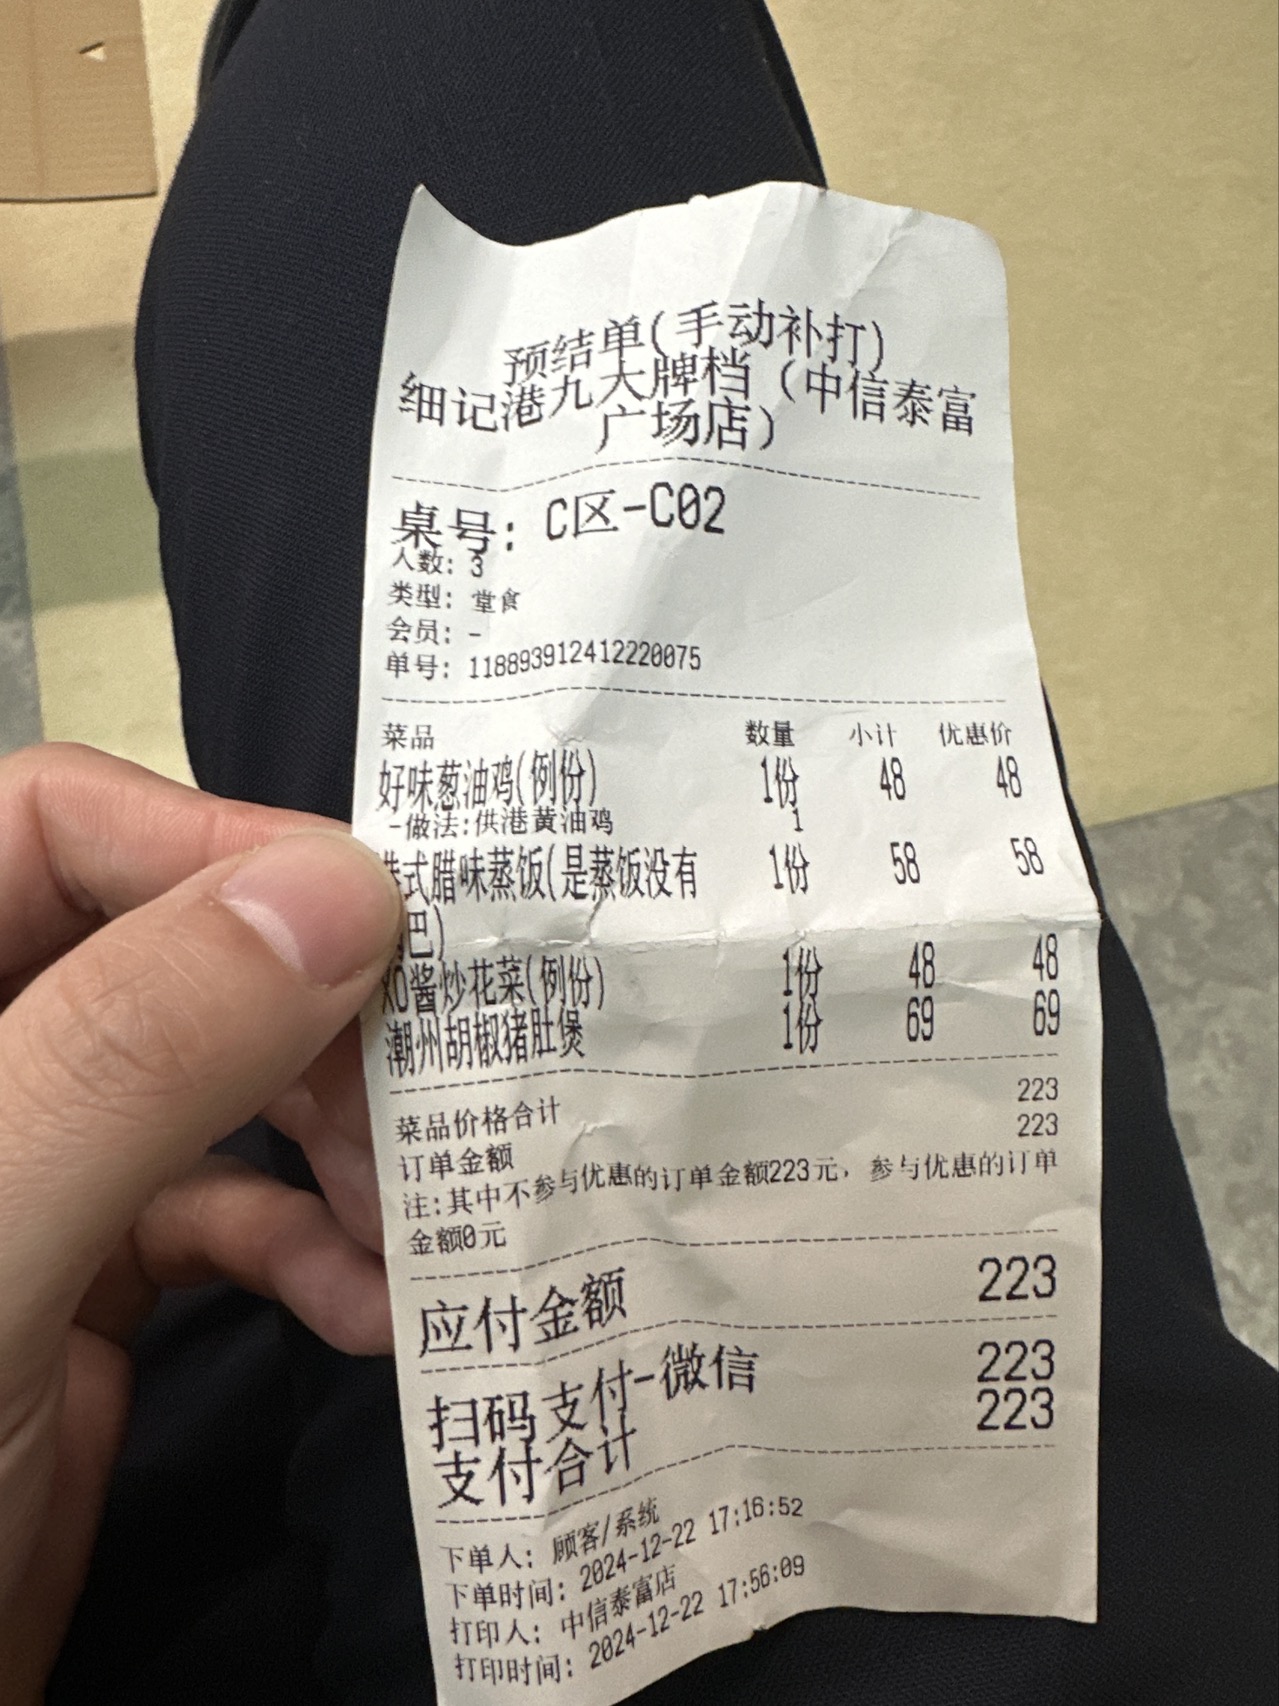 预结单(手动补打)
细记港九大牌档（中信泰富
广场店）
桌号: C区-C02
人数: 3
类型: 堂食
会员: -
单号: 118893912412220075
菜品 数量 小计 优惠价
好味葱油鸡(例份) 1份 48 48
-做法:供港黄油鸡 1
式腊味蒸饭(是蒸饭没有 1份 58 58
巴)
XO酱炒花菜(例份) 1份 48 48
潮州胡椒猪肚煲 1份 69 69
菜品价格合计 223
订单金额 223
注:其中不参与优惠的订单金额223元，参与优惠的订单
金额0元
应付金额 223
扫码支付-微信 223
支付合计 223
下单人: 顾客/系统
下单时间: 2024-12-22 17:16:52
打印人: 中信泰富店
打印时间: 2024-12-22 17:56:09